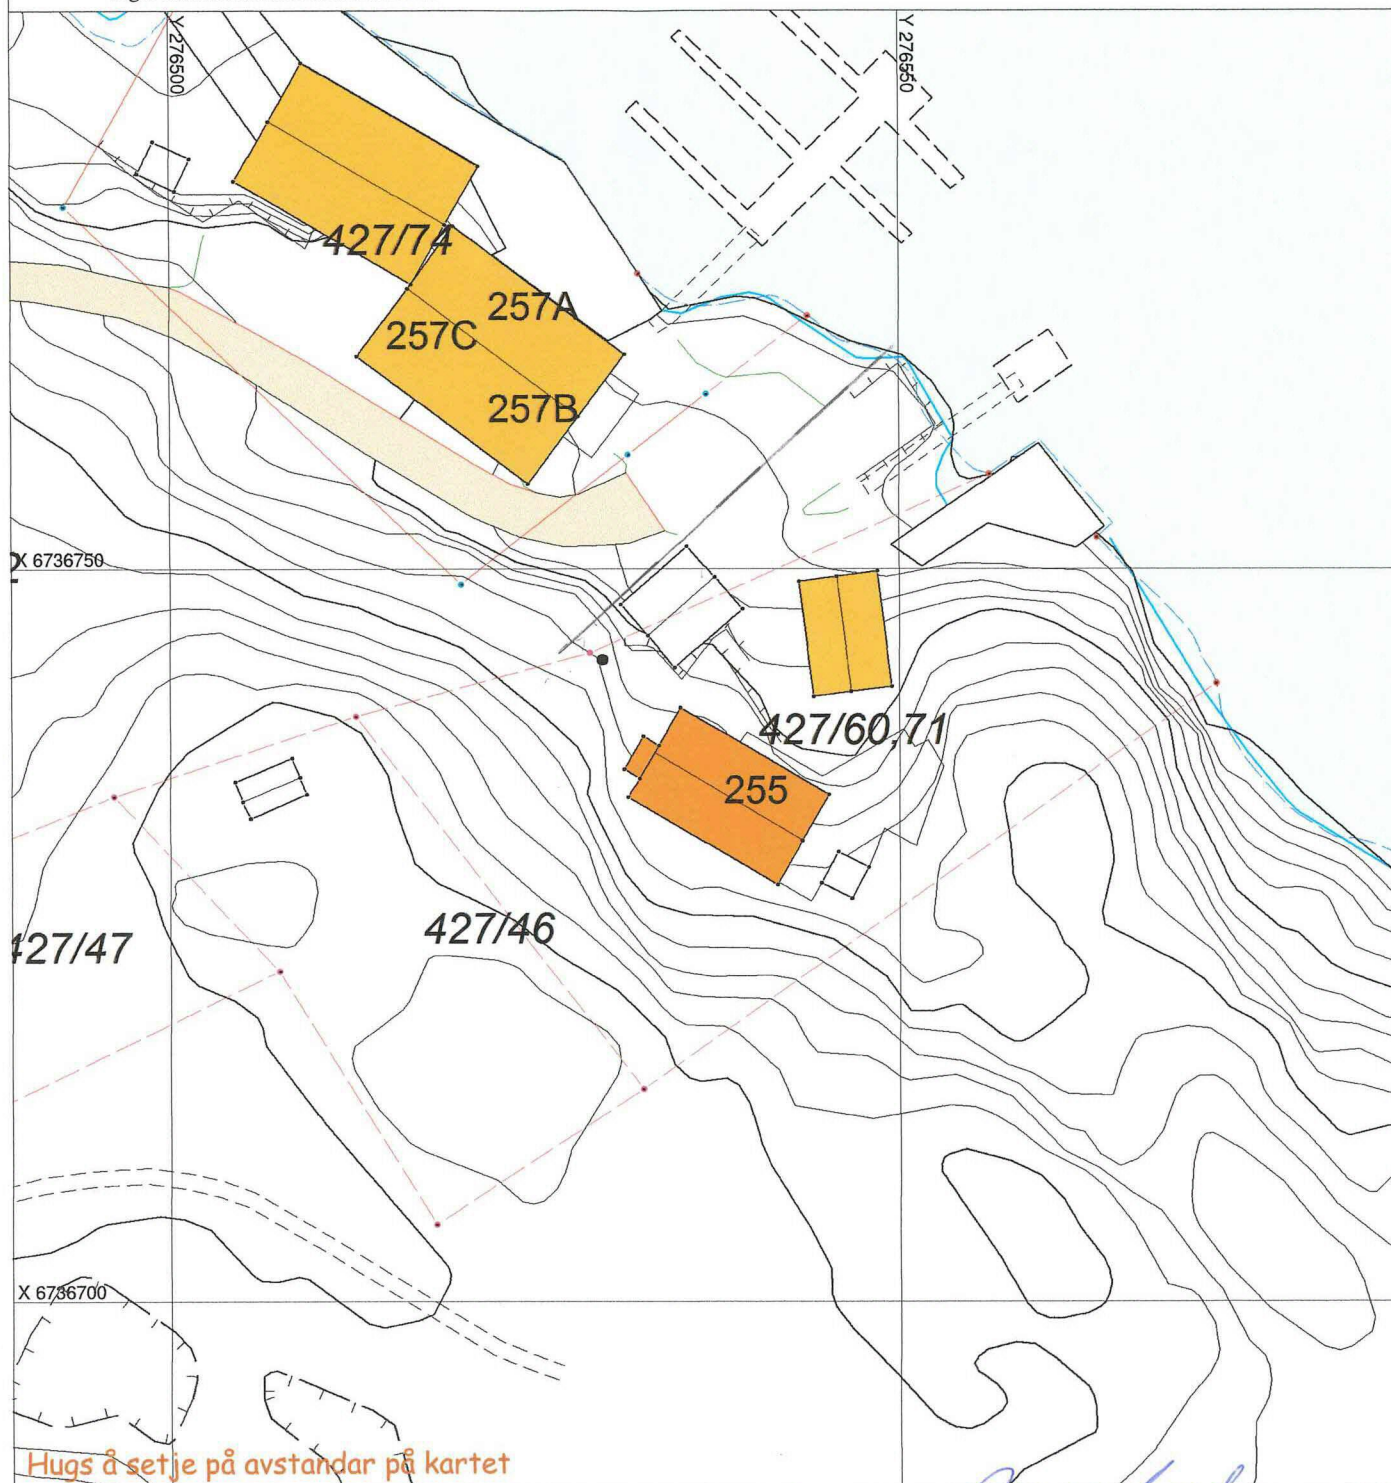 Y 276500
Y 276550
427/74
257A
257C
257B
X 6736750
427/60,71
255
427/46
427/47
X 6736700
Hugs å setje på avstandar på kartet